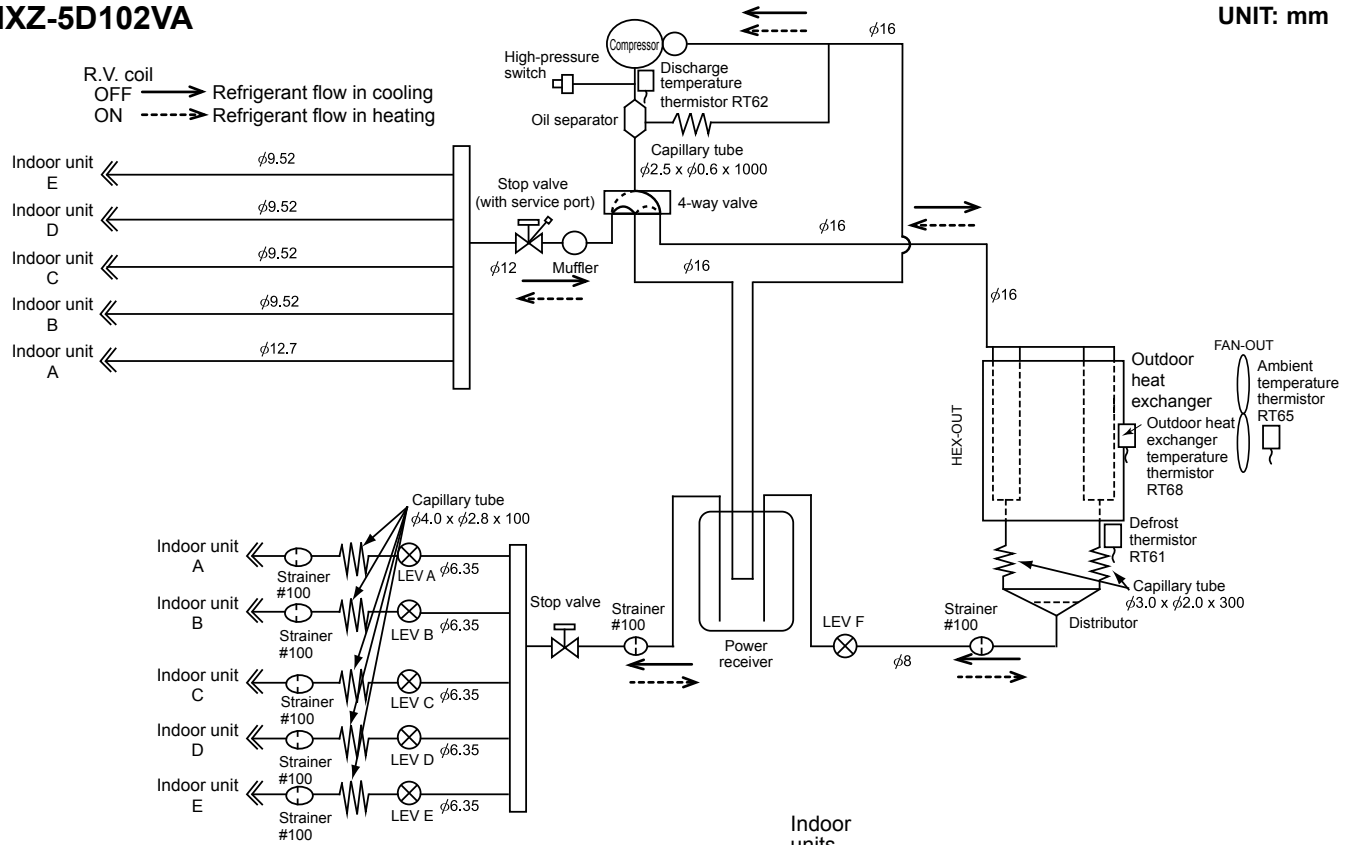 UNIT: mm
R.V. coil
OFF Refrigerant flow in cooling
ON Refrigerant flow in heating
Compressor
High-pressure
switch
Discharge
temperature
thermistor RT62
Oil separator
Capillary tube
ϕ2.5 x ϕ0.6 x 1000
4-way valve
ϕ16
Indoor unit
E
ϕ9.52
Indoor unit
D
ϕ9.52
Indoor unit
C
ϕ9.52
Indoor unit
B
ϕ9.52
Indoor unit
A
ϕ12.7
Stop valve
(with service port)
ϕ12
Muffler
ϕ16
ϕ16
ϕ16
HEX-OUT
Outdoor
heat
exchanger
FAN-OUT
Ambient
temperature
thermistor
RT65
Outdoor heat
exchanger
temperature
thermistor
RT68
Defrost
thermistor
RT61
Capillary tube
ϕ3.0 x ϕ2.0 x 300
Distributor
Strainer
#100
ϕ8
LEV F
Power
receiver
Strainer
#100
Stop valve
Capillary tube
ϕ4.0 x ϕ2.8 x 100
Indoor unit
A
Strainer
#100
LEV A
ϕ6.35
Indoor unit
B
Strainer
#100
LEV B
ϕ6.35
Indoor unit
C
Strainer
#100
LEV C
ϕ6.35
Indoor unit
D
Strainer
#100
LEV D
ϕ6.35
Indoor unit
E
Strainer
#100
LEV E
ϕ6.35
Indoor
units